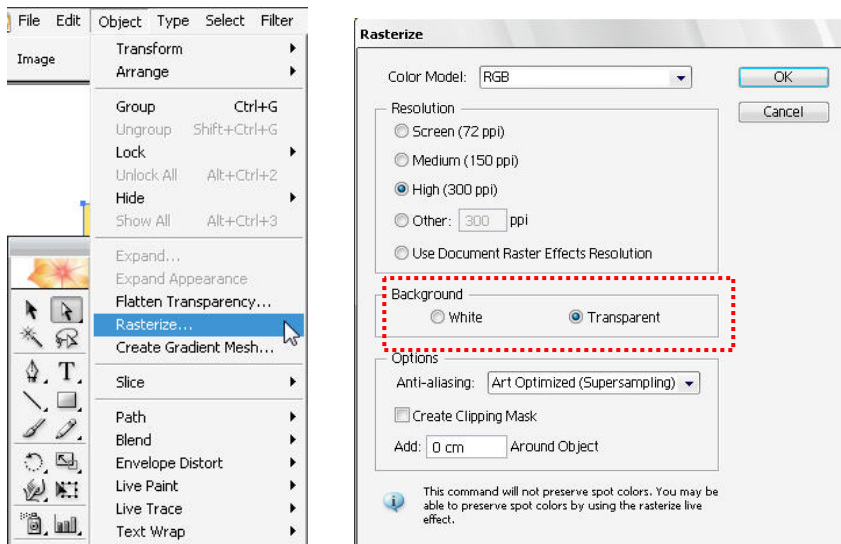 File Edit Object Type Select Filter
Image
Transform
Arrange
Group Ctrl+G
Ungroup Shift+Ctrl+G
Lock
Unlock All Alt+Ctrl+2
Hide
Show All Alt+Ctrl+3
Expand...
Expand Appearance
Flatten Transparency...
Rasterize...
Create Gradient Mesh...
Slice
Path
Blend
Envelope Distort
Live Paint
Live Trace
Text Wrap
T
Rasterize
Color Model: RGB
OK
Cancel
Resolution
Screen (72 ppi)
Medium (150 ppi)
High (300 ppi)
Other: 300 ppi
Use Document Raster Effects Resolution
Background
White Transparent
Options
Anti-aliasing: Art Optimized (Supersampling)
Create Clipping Mask
Add: 0 cm Around Object
This command will not preserve spot colors. You may be
able to preserve spot colors by using the rasterize live
effect.